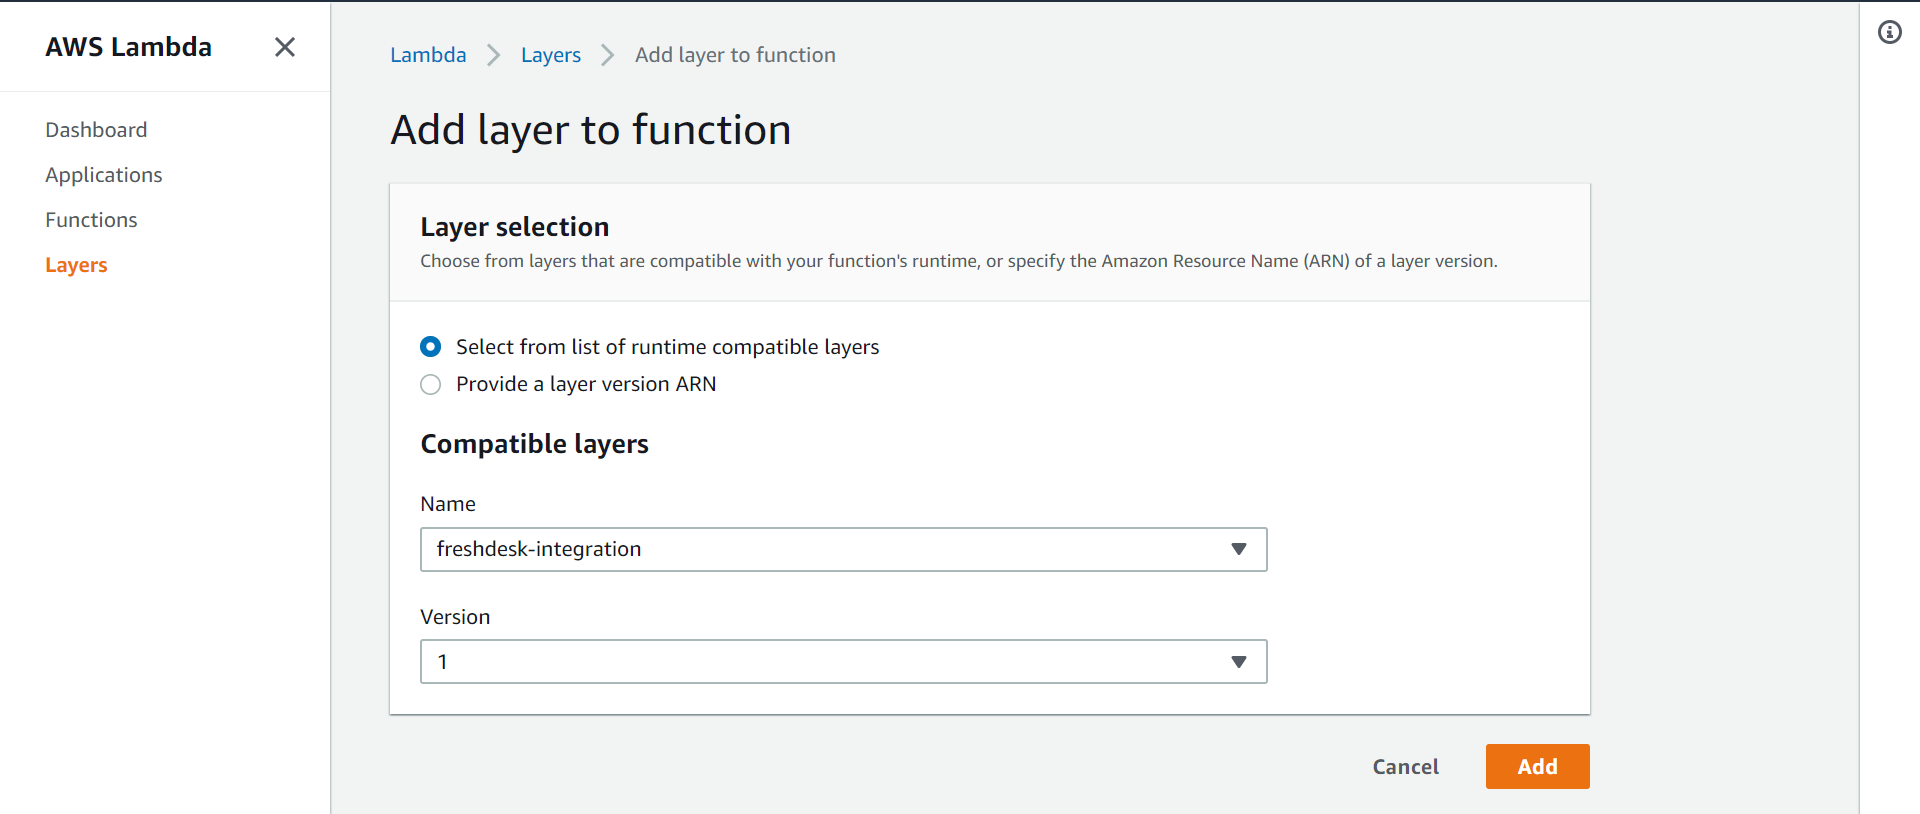 AWS Lambda
Dashboard
Applications
Functions
Layers
Lambda > Layers > Add layer to function
Add layer to function
Layer selection
Choose from layers that are compatible with your function's runtime, or specify the Amazon Resource Name (ARN) of a layer version.
Select from list of runtime compatible layers
Provide a layer version ARN
Compatible layers
Name
freshdesk-integration
Version
1
Cancel Add